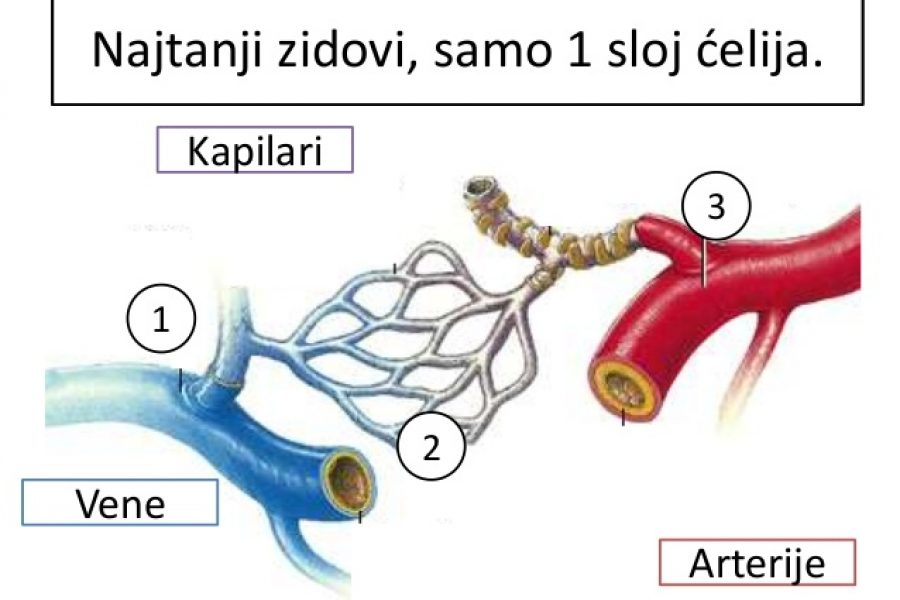 Najtanji zidovi, samo 1 sloj ćelija.
Kapilari
3
1
2
Vene
Arterije